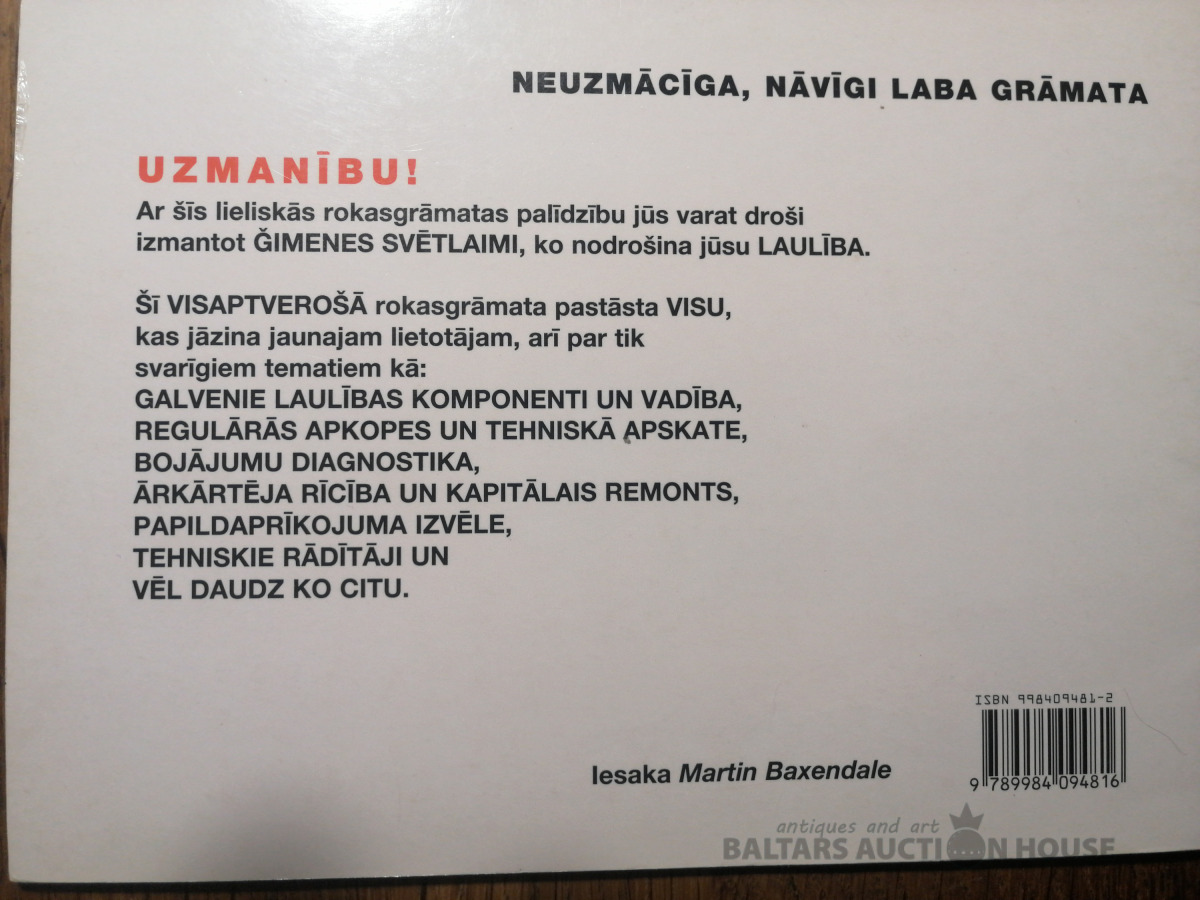 NEUZMĀCĪGA, NĀVĪGI LABA GRĀMATA
UZMANĪBU!
Ar šīs lieliskās rokasgrāmatas palīdzību jūs varat droši
izmantot ĞIMENES SVĒTLAIMI, ko nodrošina jūsu LAULĪBA.
Šī VISAPTVEROŠĀ rokasgrāmata pastāsta VISU,
kas jāzina jaunajam lietotājam, arī par tik
svarīgiem tematiem kā:
GALVENIE LAULĪBAS KOMPONENTI UN VADĪBA,
REGULĀRĀS APKOPES UN TEHNISKĀ APSKATE,
BOJĀJUMU DIAGNOSTIKA,
ĀRKĀRTĒJA RĪCĪBA UN KAPITĀLAIS REMONTS,
PAPILDAPRĪKOJUMA IZVĒLE,
TEHNISKIE RĀDĪTĀJI UN
VĒL DAUDZ KO CITU.
ISBN 998409481-2
Iesaka Martin Baxendale
9 789984 094816
antiques and art
BALTARS AUCTION HOUSE